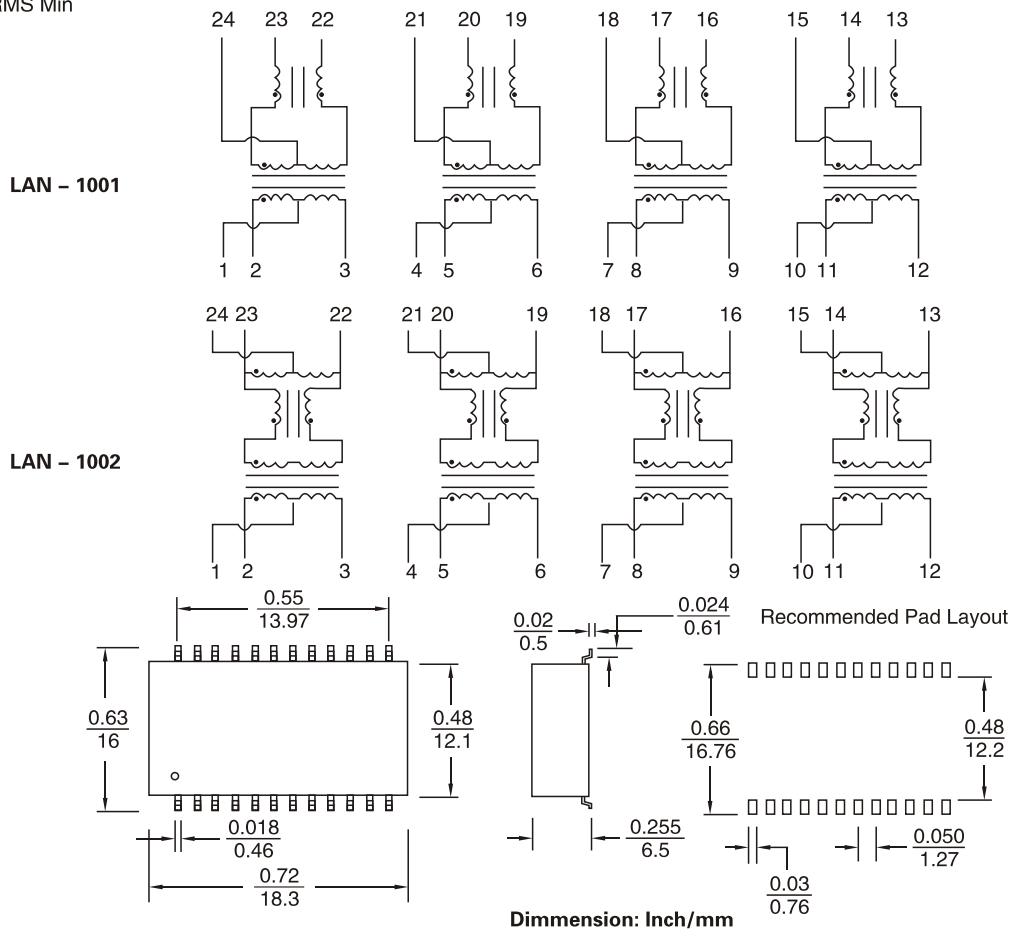 RMS Min
24 23 22 21 20 19 18 17 16 15 14 13
LAN – 1001
1 2 3 4 5 6 7 8 9 10 11 12
24 23 22 21 20 19 18 17 16 15 14 13
LAN – 1002
1 2 3 4 5 6 7 8 9 10 11 12
0.55
13.97
0.63
16
0.48
12.1
0.018
0.46
0.72
18.3
0.02
0.5
0.024
0.61
0.255
6.5
Recommended Pad Layout
0.66
16.76
0.48
12.2
0.050
1.27
0.03
0.76
Dimmension: Inch/mm